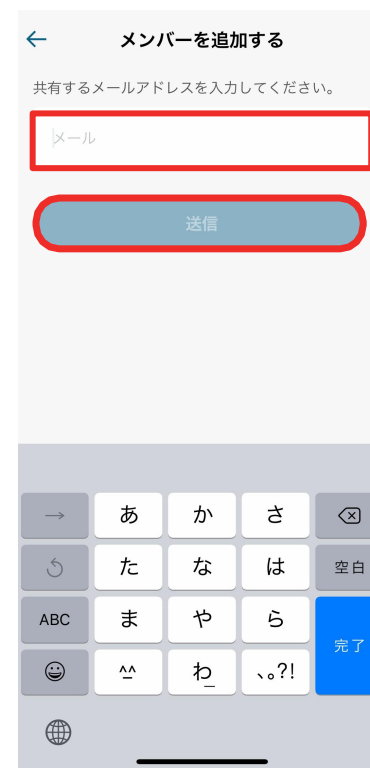 ← メンバーを追加する
共有するメールアドレスを入力してください。
メール
送信
→ あ か さ
た な は 空白
ABC ま や ら
完了
^^ わ_ 、。?!